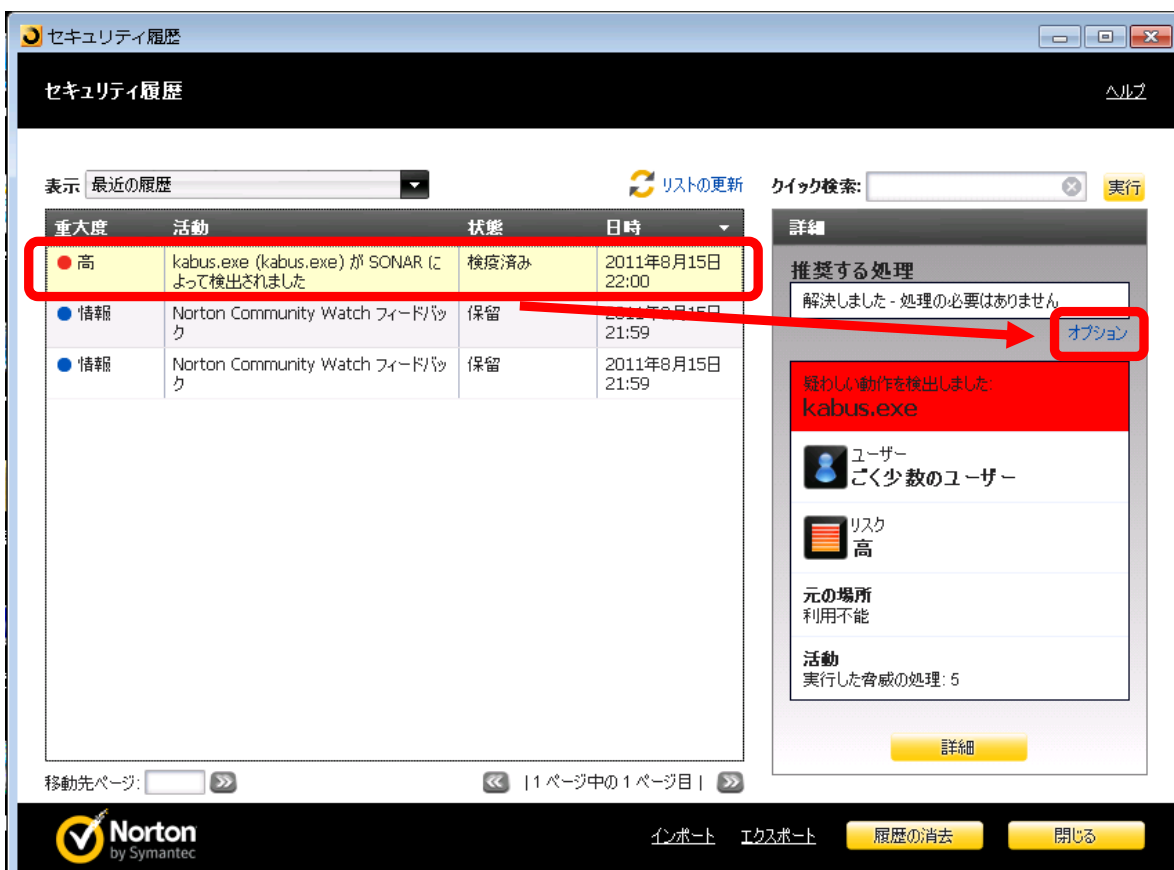 セキュリティ履歴
セキュリティ履歴
ヘルプ
表示 最近の履歴
リストの更新
クイック検索:
実行
重大度 活動 状態 日時
高 kabus.exe (kabus.exe) が SONAR に 検疫済み 2011年8月15日
よって検出されました 22:00
情報 Norton Community Watch フィードバッ 保留 2011年8月15日
ク 21:59
情報 Norton Community Watch フィードバッ 保留 2011年8月15日
ク 21:59
詳細
推奨する処理
解決しました - 処理の必要はありません
オプション
疑わしい動作を検出しました:
kabus.exe
ユーザー
ごく少数のユーザー
リスク
高
元の場所
利用不能
活動
実行した脅威の処理: 5
詳細
移動先ページ:
| 1 ページ中の 1 ページ目 |
Norton
by Symantec
インポート エクスポート 履歴の消去 閉じる